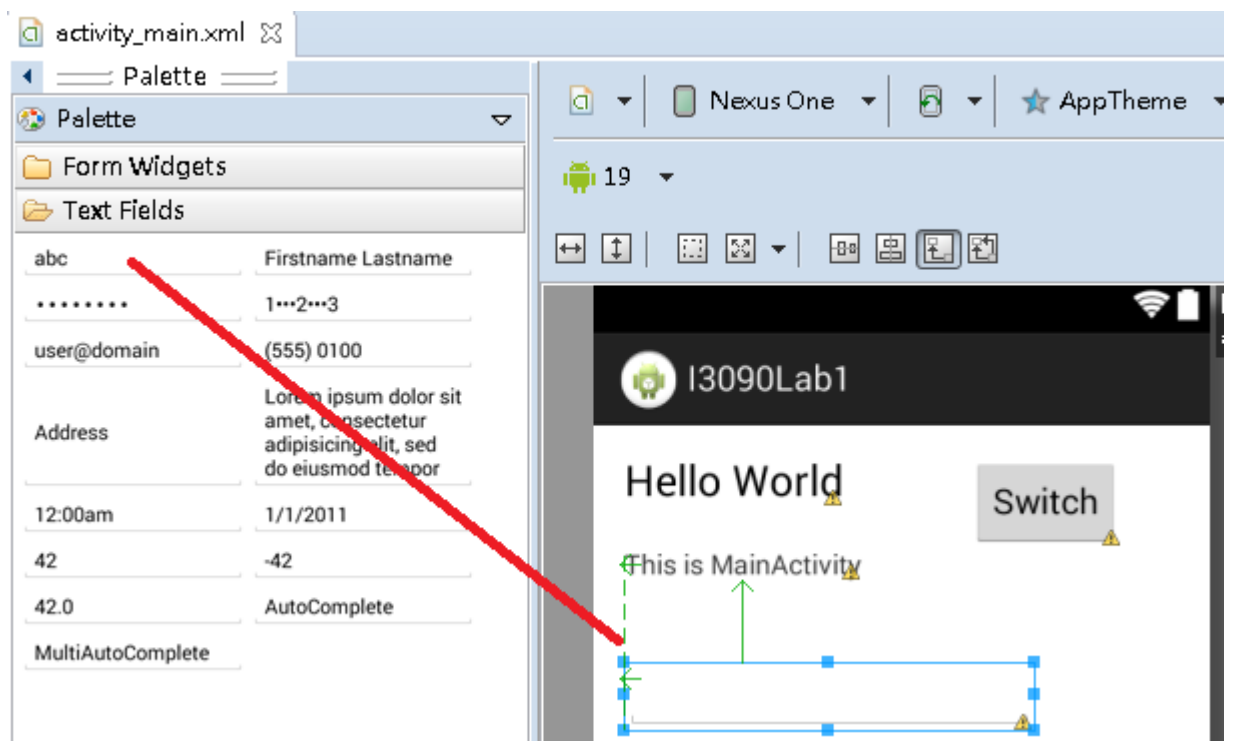 activity_main.xml
Palette
Palette
Form Widgets
Text Fields
abc
Firstname Lastname
••••••••
1•••2•••3
user@domain
(555) 0100
Address
Lorem ipsum dolor sit
amet, consectetur
adipisicing elit, sed
do eiusmod tempor
12:00am
1/1/2011
42
-42
42.0
AutoComplete
MultiAutoComplete
Nexus One
AppTheme
19
I3090Lab1
Hello World
Switch
This is MainActivity